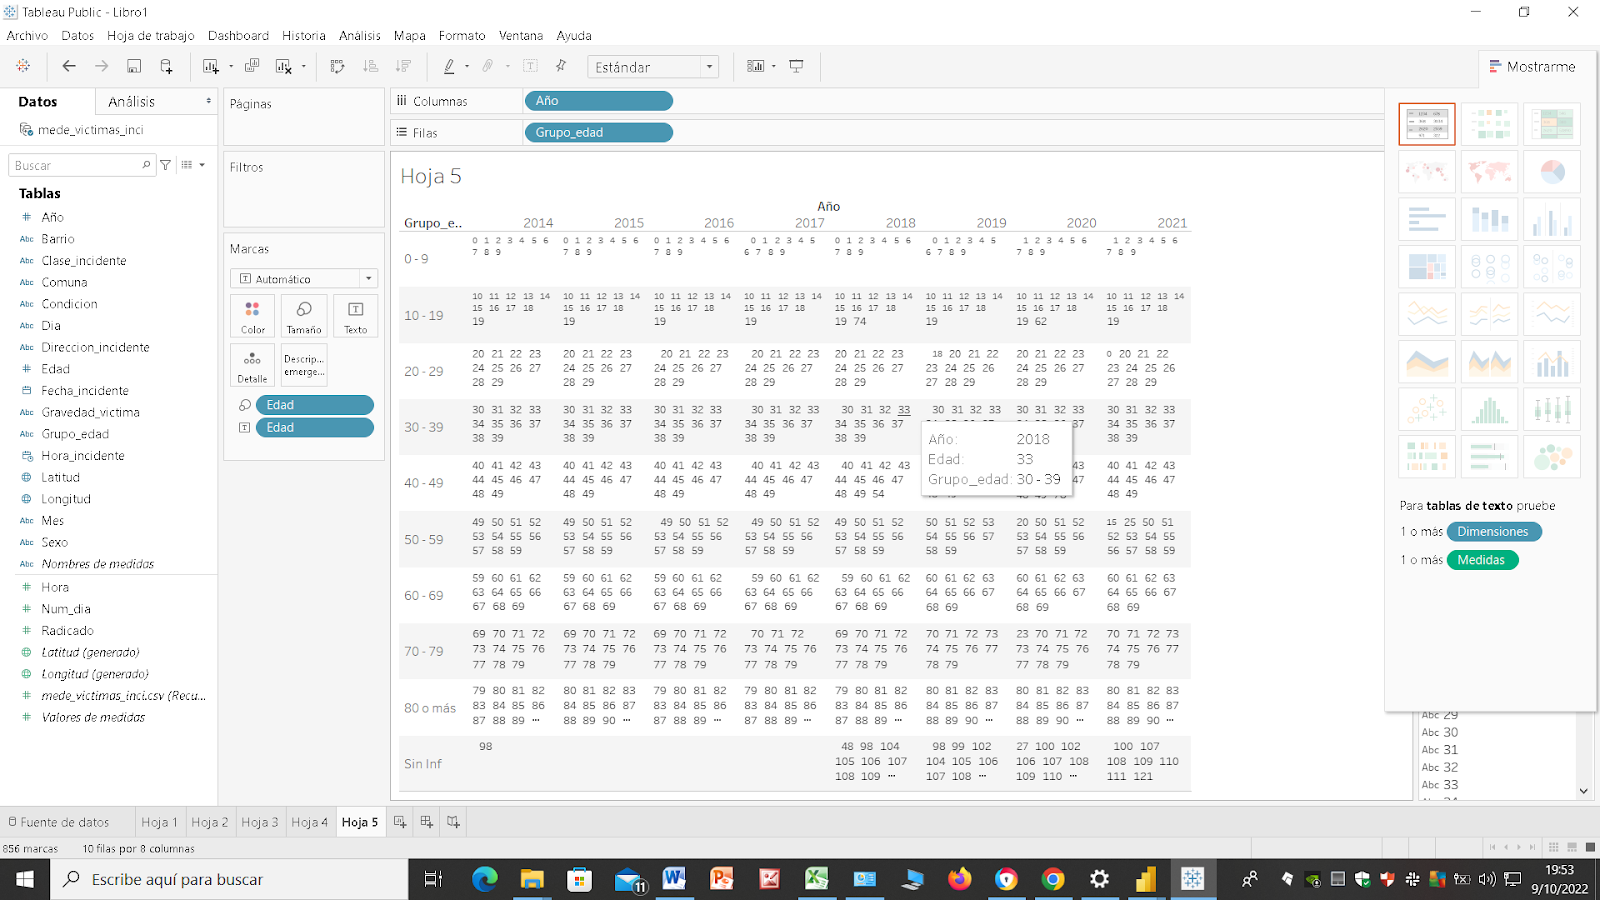 Tableau Public - Libro1
Archivo Datos Hoja de trabajo Dashboard Historia Análisis Mapa Formato Ventana Ayuda
Estándar
Mostrarme
Datos Análisis
mede_victimas_inci
Buscar
Tablas
Año
Abc Barrio
Abc Clase_incidente
Abc Comuna
Abc Condicion
Abc Dia
Abc Direccion_incidente
Edad
Fecha_incidente
Abc Gravedad_victima
Abc Grupo_edad
Hora_incidente
Latitud
Longitud
Abc Mes
Abc Sexo
Abc Nombres de medidas
Hora
Num_dia
Radicado
Latitud (generado)
Longitud (generado)
mede_victimas_inci.csv (Recu...
Valores de medidas
Páginas
Filtros
Marcas
Automático
Color Tamaño Texto
Detalle Descrip... emerge...
Edad
Edad
Columnas Año
Filas Grupo_edad
Hoja 5
Año
Grupo_e.. 2014 2015 2016 2017 2018 2019 2020 2021
0 - 9
0 1 2 3 4 5 6
7 8 9
0 1 2 3 4 5 6
7 8 9
0 1 2 3 4 5 6
7 8 9
0 1 2 3 4 5
6 7 8 9
0 1 2 3 4 5 6
7 8 9
0 1 2 3 4 5
6 7 8 9
1 2 3 4 5 6
7 8 9
1 2 3 4 5 6
7 8 9
10 - 19
10 11 12 13 14
15 16 17 18
19
10 11 12 13 14
15 16 17 18
19
10 11 12 13 14
15 16 17 18
19
10 11 12 13 14
15 16 17 18
19 74
10 11 12 13 14
15 16 17 18
19
10 11 12 13 14
15 16 17 18
19
10 11 12 13 14
15 16 17 18
19 62
10 11 12 13 14
15 16 17 18
19
20 - 29
20 21 22 23
24 25 26 27
28 29
20 21 22 23
24 25 26 27
28 29
20 21 22 23
24 25 26 27
28 29
20 21 22 23
24 25 26 27
28 29
20 21 22 23
24 25 26 27
28 29
18 20 21 22
23 24 25 26
27 28 29
20 21 22 23
24 25 26 27
28 29
0 20 21 22
23 24 25 26
27 28 29
30 - 39
30 31 32 33
34 35 36 37
38 39
30 31 32 33
34 35 36 37
38 39
30 31 32 33
34 35 36 37
38 39
30 31 32 33
34 35 36 37
38 39
30 31 32 33
34 35 36 37
38 39
30 31 32 33
30 31 32 33
30 31 32 33
34 35 36 37
38 39
Año: 2018
Edad: 33
Grupo_edad: 30 - 39
40 - 49
40 41 42 43
44 45 46 47
48 49
40 41 42 43
44 45 46 47
48 49
40 41 42 43
44 45 46 47
48 49
40 41 42 43
44 45 46 47
48 49
40 41 42 43
44 45 46 47
48 49 54
43
47
40 41 42 43
44 45 46 47
48 49
50 - 59
49 50 51 52
53 54 55 56
57 58 59
49 50 51 52
53 54 55 56
57 58 59
49 50 51 52
53 54 55 56
57 58 59
49 50 51 52
53 54 55 56
57 58 59
49 50 51 52
53 54 55 56
57 58 59
50 51 52 53
54 55 56 57
58 59
20 50 51 52
53 54 55 56
57 58 59
15 25 50 51
52 53 54 55
56 57 58 59
60 - 69
59 60 61 62
63 64 65 66
67 68 69
59 60 61 62
63 64 65 66
67 68 69
59 60 61 62
63 64 65 66
67 68 69
59 60 61 62
63 64 65 66
67 68 69
59 60 61 62
63 64 65 66
67 68 69
60 61 62 63
64 65 66 67
68 69
60 61 62 63
64 65 66 67
68 69
60 61 62 63
64 65 66 67
68 69
70 - 79
69 70 71 72
73 74 75 76
77 78 79
69 70 71 72
73 74 75 76
77 78 79
69 70 71 72
73 74 75 76
77 78 79
70 71 72
73 74 75 76
77 78 79
69 70 71 72
73 74 75 76
77 78 79
70 71 72 73
74 75 76 77
78 79
23 70 71 72
73 74 75 76
77 78 79
70 71 72 73
74 75 76 77
78 79
80 o más
79 80 81 82
83 84 85 86
87 88 89 ...
80 81 82 83
84 85 86 87
88 89 90 ...
79 80 81 82
83 84 85 86
87 88 89 ...
79 80 81 82
83 84 85 86
87 88 89 ...
79 80 81 82
83 84 85 86
87 88 89 ...
80 81 82 83
84 85 86 87
88 89 90 ...
80 81 82 83
84 85 86 87
88 89 90 ...
80 81 82 83
84 85 86 87
88 89 90 ...
Sin Inf
98
48 98 104
105 106 107
108 109 ...
98 99 102
104 105 106
107 108 ...
27 100 102
106 107 108
109 110 ...
100 107
108 109 110
111 121
Para tablas de texto pruebe
1 o más Dimensiones
1 o más Medidas
Abc 29
Abc 30
Abc 31
Abc 32
Abc 33
Fuente de datos Hoja 1 Hoja 2 Hoja 3 Hoja 4 Hoja 5
856 marcas 10 filas por 8 columnas
Escribe aquí para buscar
11
19:53
9/10/2022